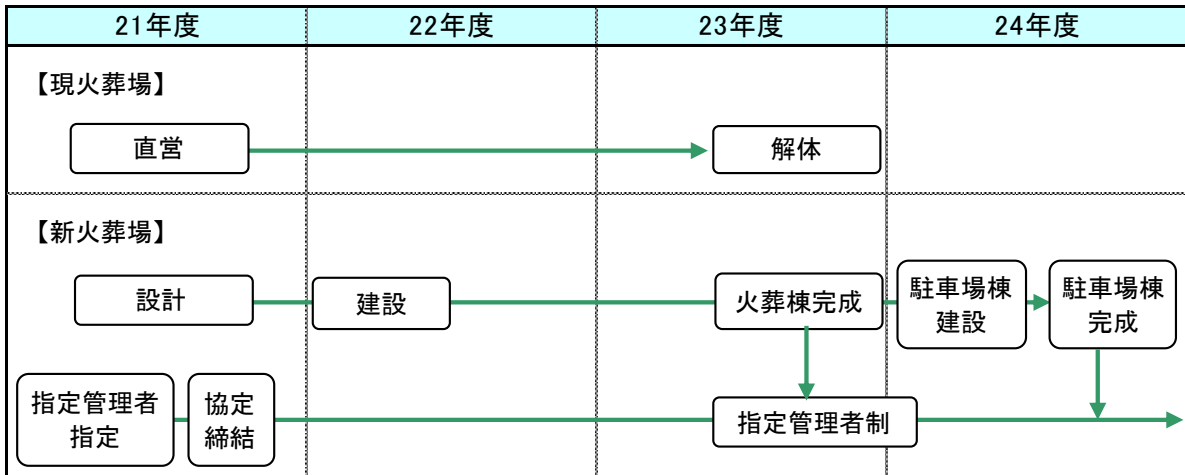 21年度
22年度
23年度
24年度
【現火葬場】
直営
解体
【新火葬場】
設計
建設
火葬棟完成
駐車場棟
建設
駐車場棟
完成
指定管理者
指定
協定
締結
指定管理者制